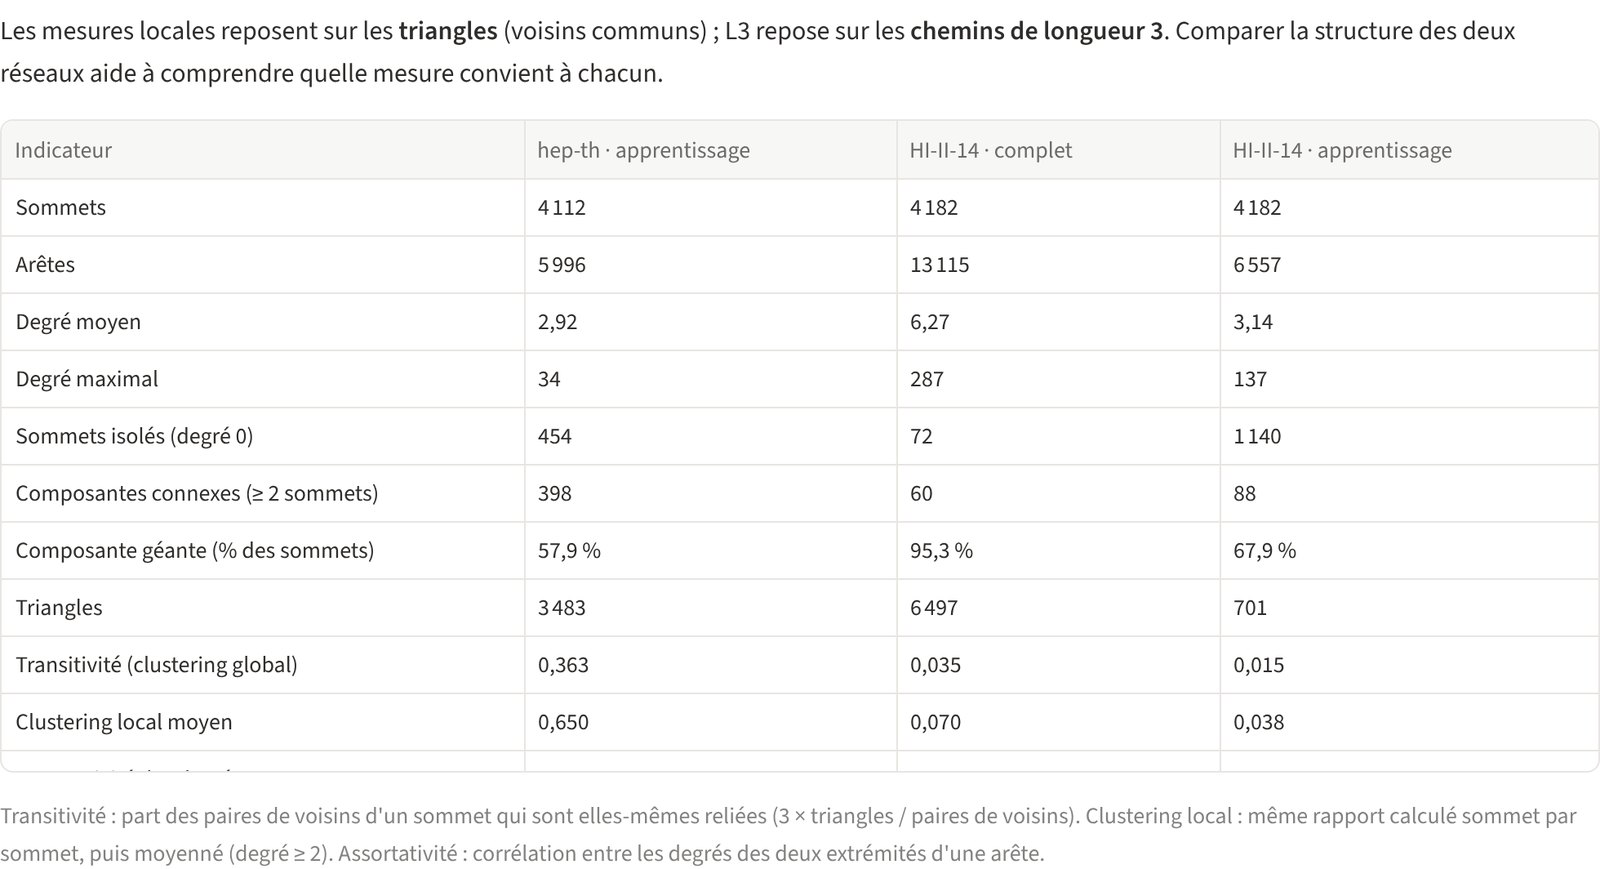 Les mesures locales reposent sur les triangles (voisins communs) ; L3 repose sur les chemins de longueur 3. Comparer la structure des deux
réseaux aide à comprendre quelle mesure convient à chacun.
Indicateur hep-th · apprentissage HI-II-14 · complet HI-II-14 · apprentissage
Sommets 4 112 4 182 4 182
Arêtes 5 996 13 115 6 557
Degré moyen 2,92 6,27 3,14
Degré maximal 34 287 137
Sommets isolés (degré 0) 454 72 1 140
Composantes connexes (≥ 2 sommets) 398 60 88
Composante géante (% des sommets) 57,9 % 95,3 % 67,9 %
Triangles 3 483 6 497 701
Transitivité (clustering global) 0,363 0,035 0,015
Clustering local moyen 0,650 0,070 0,038
Transitivité : part des paires de voisins d'un sommet qui sont elles-mêmes reliées (3 × triangles / paires de voisins). Clustering local : même rapport calculé sommet par
sommet, puis moyenné (degré ≥ 2). Assortativité : corrélation entre les degrés des deux extrémités d'une arête.